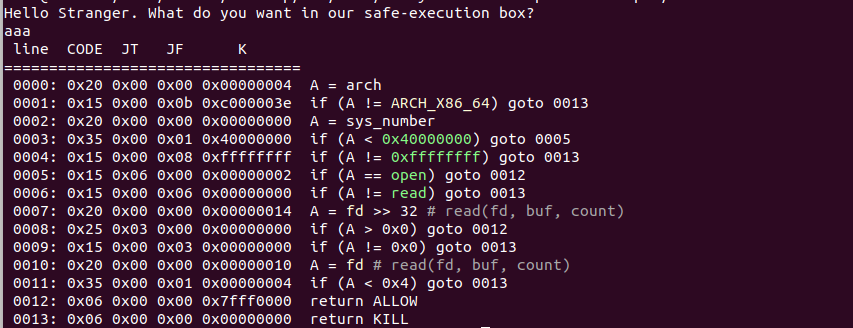 Hello Stranger. What do you want in our safe-execution box?
aaa
 line  CODE  JT   JF      K
=================================
 0000: 0x20 0x00 0x00 0x00000004  A = arch
 0001: 0x15 0x00 0x0b 0xc000003e  if (A != ARCH_X86_64) goto 0013
 0002: 0x20 0x00 0x00 0x00000000  A = sys_number
 0003: 0x35 0x00 0x01 0x40000000  if (A < 0x40000000) goto 0005
 0004: 0x15 0x00 0x08 0xffffffff  if (A != 0xffffffff) goto 0013
 0005: 0x15 0x06 0x00 0x00000002  if (A == open) goto 0012
 0006: 0x15 0x00 0x06 0x00000000  if (A != read) goto 0013
 0007: 0x20 0x00 0x00 0x00000014  A = fd >> 32 # read(fd, buf, count)
 0008: 0x25 0x03 0x00 0x00000000  if (A > 0x0) goto 0012
 0009: 0x15 0x00 0x03 0x00000000  if (A != 0x0) goto 0013
 0010: 0x20 0x00 0x00 0x00000010  A = fd # read(fd, buf, count)
 0011: 0x35 0x00 0x01 0x00000004  if (A < 0x4) goto 0013
 0012: 0x06 0x00 0x00 0x7fff0000  return ALLOW
 0013: 0x06 0x00 0x00 0x00000000  return KILL